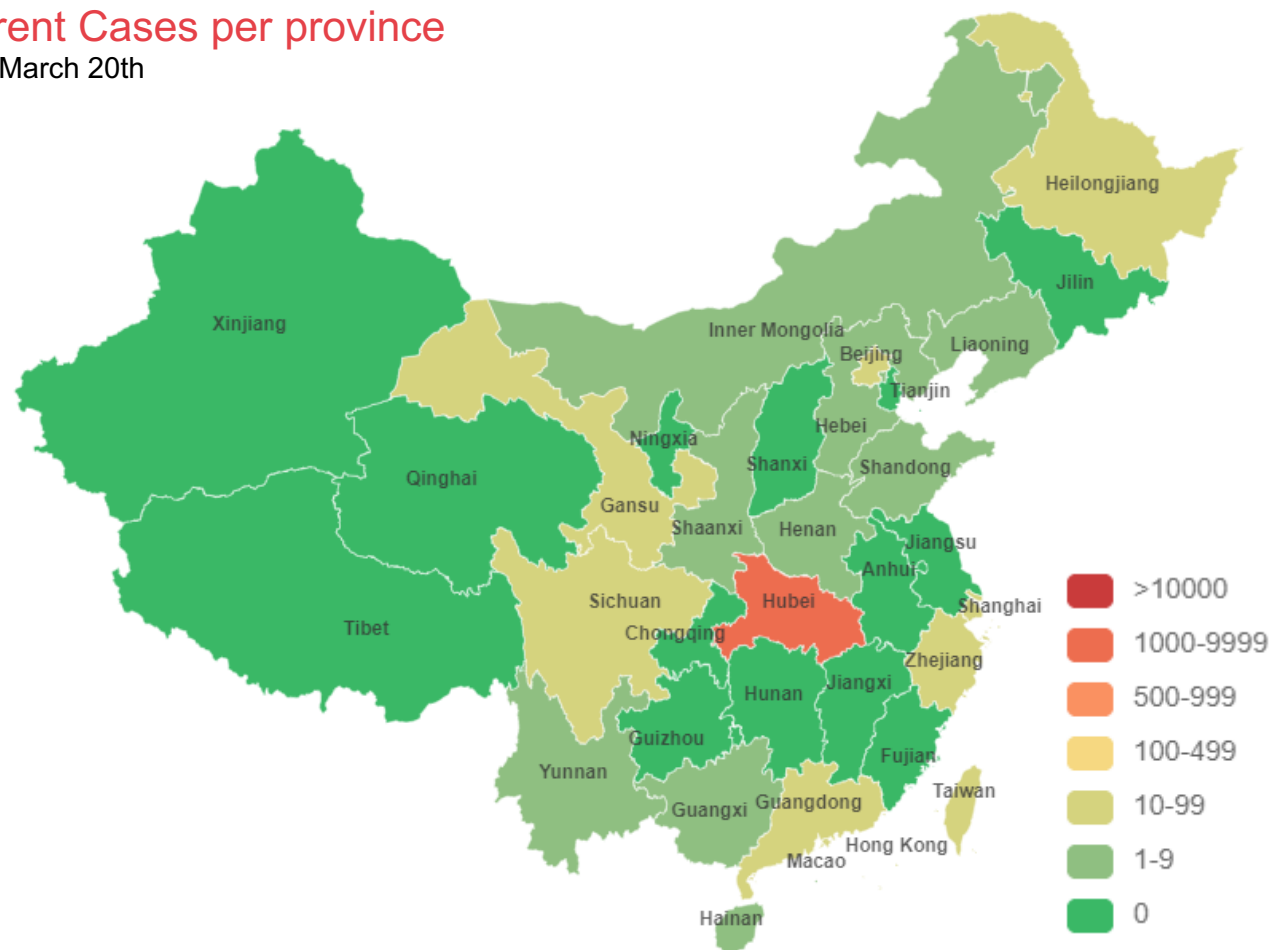 rent Cases per province
March 20th
Heilongjiang
Jilin
Xinjiang
Inner Mongolia
Liaoning
Beijing
Tianjin
Hebei
Ningxia
Shanxi
Shandong
Qinghai
Gansu
Shaanxi
Henan
Jiangsu
Anhui
Sichuan
Hubei
Shanghai
Tibet
Chongqing
Zhejiang
Hunan
Jiangxi
Guizhou
Fujian
Yunnan
Guangxi
Guangdong
Taiwan
Hong Kong
Macao
Hainan
>10000
1000-9999
500-999
100-499
10-99
1-9
0